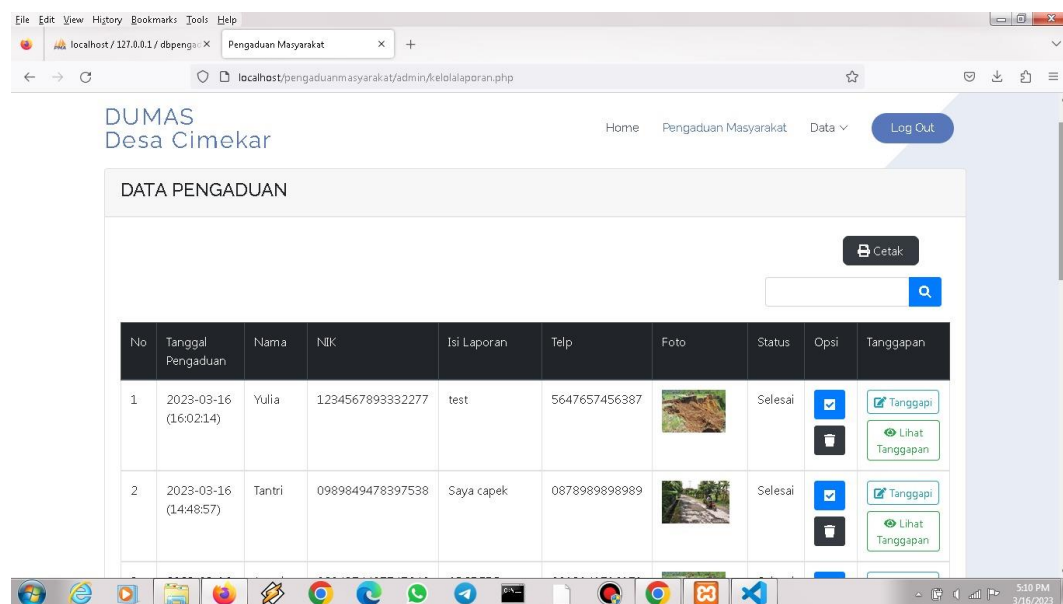 File Edit View History Bookmarks Tools Help
localhost / 127.0.0.1 / dbpengad
Pengaduan Masyarakat
localhost/pengaduanmasyarakat/admin/kelolalaporan.php
DUMAS
Desa Cimekar
Home Pengaduan Masyarakat Data Log Out
DATA PENGADUAN
Cetak
No Tanggal Pengaduan Nama NIK Isi Laporan Telp Foto Status Opsi Tanggapan
1 2023-03-16 (16:02:14) Yulia 1234567893332277 test 5647657456387 Selesai Tanggapi
Lihat Tanggapan
2 2023-03-16 (14:48:57) Tantri 0989849478397538 Saya capek 0878989898989 Selesai Tanggapi
Lihat Tanggapan
5:10 PM
3/16/2023